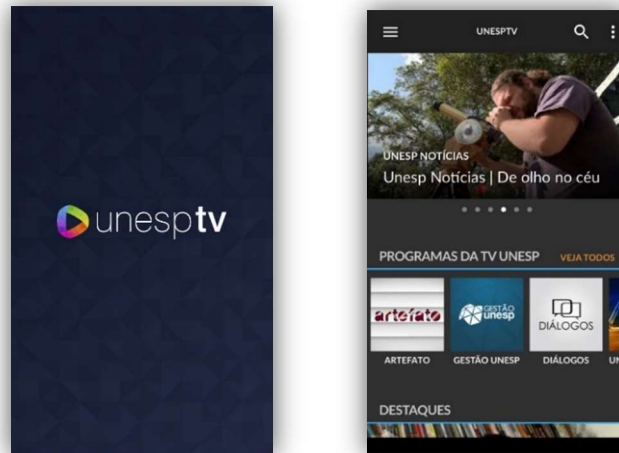 unesptv
UNESPTV
UNESP NOTÍCIAS
Unesp Notícias | De olho no céu
PROGRAMAS DA TV UNESP VEJA TODOS
artefato GESTÃO unesp DIÁLOGOS
ARTEFATO GESTÃO UNESP DIÁLOGOS UN
DESTAQUES